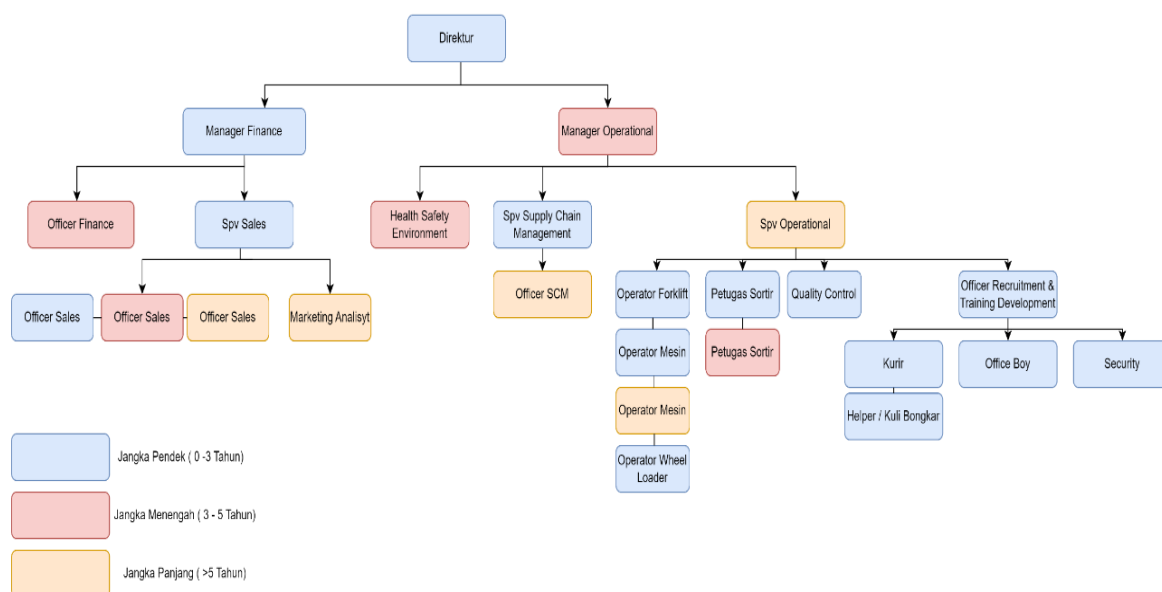 Direktur
Manager Finance
Manager Operational
Officer Finance
Spv Sales
Health Safety
Environment
Spv Supply Chain
Management
Spv Operational
Officer Sales
Officer Sales
Officer Sales
Marketing Analisyt
Officer SCM
Operator Forklift
Petugas Sortir
Quality Control
Officer Recruitment &
Training Development
Operator Mesin
Petugas Sortir
Kurir
Office Boy
Security
Operator Mesin
Helper / Kuli Bongkar
Operator Wheel
Loader
Jangka Pendek ( 0 -3 Tahun)
Jangka Menengah ( 3 - 5 Tahun)
Jangka Panjang ( >5 Tahun)